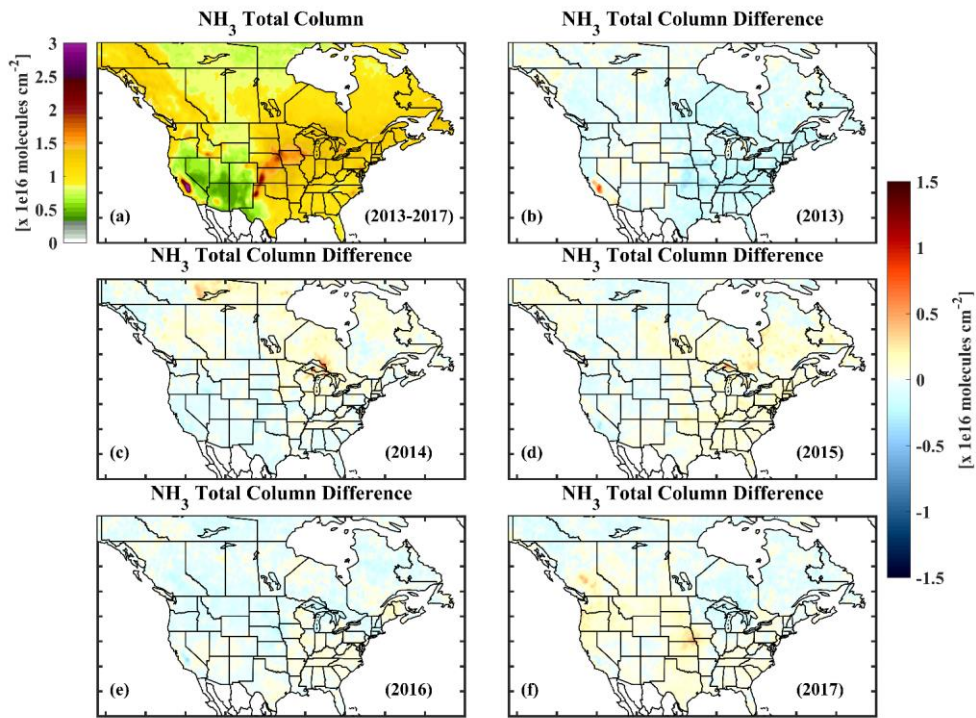 NH3 Total Column
NH3 Total Column Difference
3
2.5
2
1.5
1
0.5
0
[x 1e16 molecules cm-2]
(a)
(2013-2017)
(b)
(2013)
NH3 Total Column Difference
NH3 Total Column Difference
(c)
(2014)
(d)
(2015)
NH3 Total Column Difference
NH3 Total Column Difference
(e)
(2016)
(f)
(2017)
1.5
1
0.5
0
-0.5
-1
-1.5
[x 1e16 molecules cm-2]